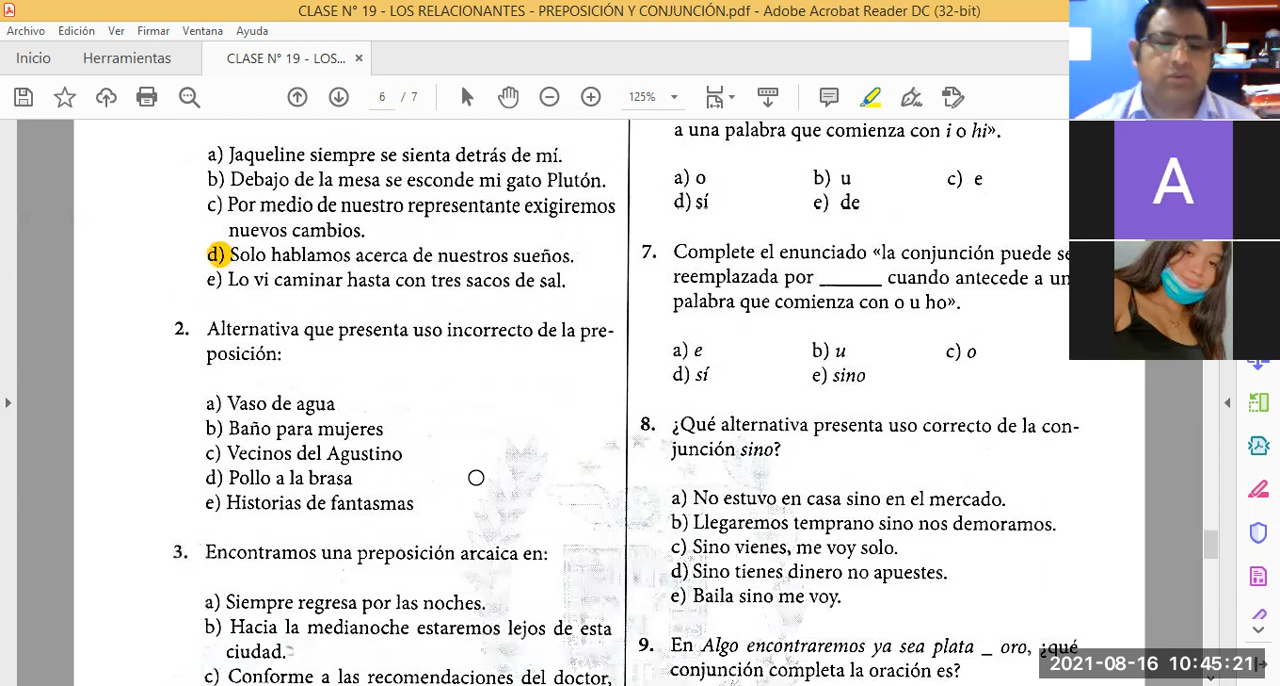 CLASE N° 19 - LOS RELACIONANTES - PREPOSICIÓN Y CONJUNCIÓN.pdf - Adobe Acrobat Reader DC (32-bit)
Archivo Edición Ver Firmar Ventana Ayuda
Inicio Herramientas CLASE N° 19 - LOS... ×
6 / 7 125%
a) Jaqueline siempre se sienta detrás de mí.
b) Debajo de la mesa se esconde mi gato Plutón.
c) Por medio de nuestro representante exigiremos
nuevos cambios.
d) Solo hablamos acerca de nuestros sueños.
e) Lo vi caminar hasta con tres sacos de sal.
2. Alternativa que presenta uso incorrecto de la pre-
posición:
a) Vaso de agua
b) Baño para mujeres
c) Vecinos del Agustino
d) Pollo a la brasa
e) Historias de fantasmas
3. Encontramos una preposición arcaica en:
a) Siempre regresa por las noches.
b) Hacia la medianoche estaremos lejos de esta
ciudad.
c) Conforme a las recomendaciones del doctor,
a una palabra que comienza con i o hi».
a) o b) u c) e
d) sí e) de
7. Complete el enunciado «la conjunción puede se
reemplazada por ______ cuando antecede a un
palabra que comienza con o u ho».
a) e b) u c) o
d) sí e) sino
8. ¿Qué alternativa presenta uso correcto de la con-
junción sino?
a) No estuvo en casa sino en el mercado.
b) Llegaremos temprano sino nos demoramos.
c) Sino vienes, me voy solo.
d) Sino tienes dinero no apuestes.
e) Baila sino me voy.
9. En Algo encontraremos ya sea plata _ oro, ¿qué
conjunción completa la oración es?
A
2021-08-16 10:45:21